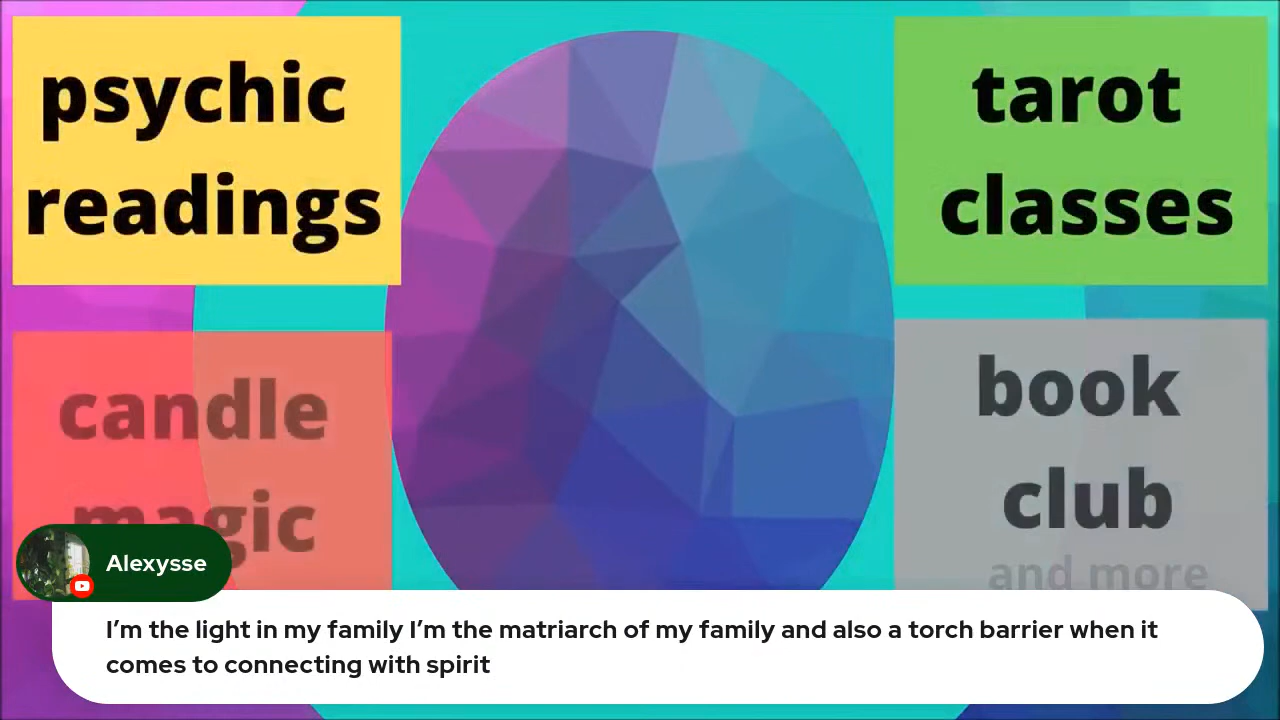 psychic
readings
tarot
classes
candle
magic
book
club
and more
Alexysse
I’m the light in my family I’m the matriarch of my family and also a torch barrier when it
comes to connecting with spirit